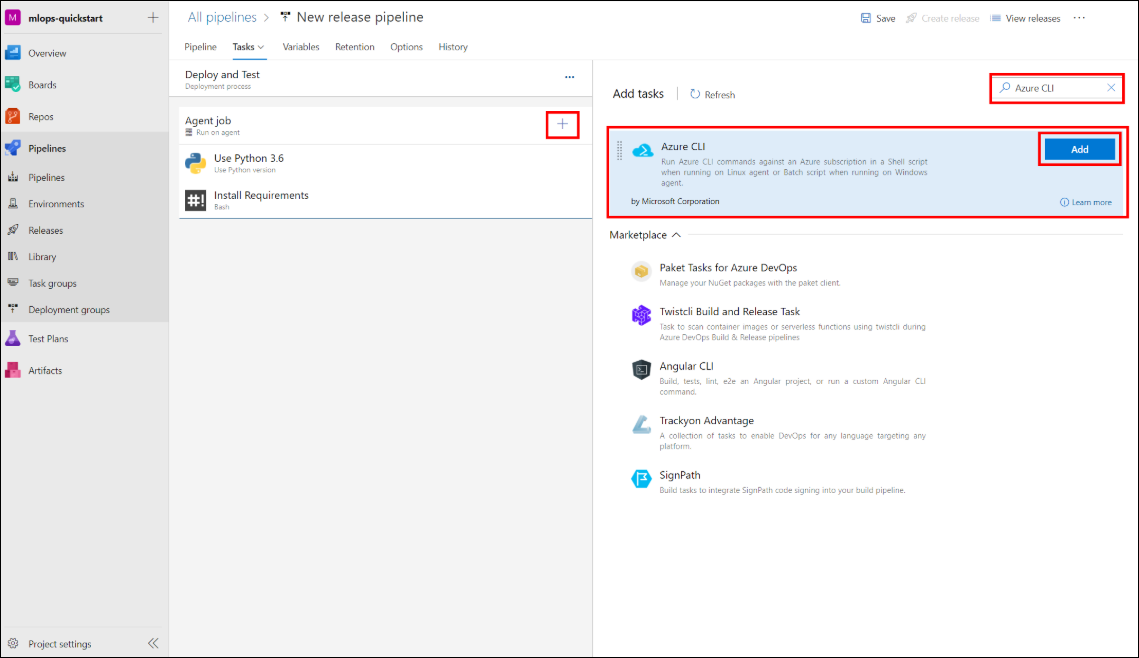 M mlops-quickstart
Overview
Boards
Repos
Pipelines
Pipelines
Environments
Releases
Library
Task groups
Deployment groups
Test Plans
Artifacts
Project settings
All pipelines > New release pipeline
Save Create release View releases ...
Pipeline Tasks Variables Retention Options History
Deploy and Test
Deployment process
...
Agent job
Run on agent
Use Python 3.6
Use Python version
#! Install Requirements
Bash
Add tasks | Refresh
Azure CLI
Azure CLI
Run Azure CLI commands against an Azure subscription in a Shell script
when running on Linux agent or Batch script when running on Windows
agent.
Add
by Microsoft Corporation
Learn more
Marketplace
Paket Tasks for Azure DevOps
Manage your NuGet packages with the paket client.
Twistcli Build and Release Task
Task to scan container images or serverless functions using twistcli during
Azure DevOps Build & Release pipelines
Angular CLI
Build, tests, lint, e2e an Angular project, or run a custom Angular CLI
command.
Trackyon Advantage
A collection of tasks to enable DevOps for any language targeting any
platform.
SignPath
Build tasks to integrate SignPath code signing into your build pipeline.